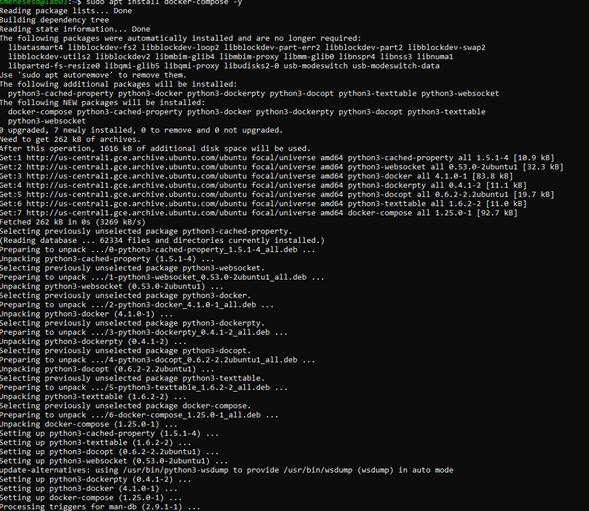 smeneses@lab03:~$ sudo apt install docker-compose -y
Reading package lists... Done
Building dependency tree
Reading state information... Done
The following packages were automatically installed and are no longer required:
libatasmart4 libblockdev-fs2 libblockdev-loop2 libblockdev-part-err2 libblockdev-part2 libblockdev-swap2
libblockdev-utils2 libblockdev2 libmbim-glib4 libmbim-proxy libmm-glib0 libnspr4 libnss3 libnuma1
libparted-fs-resize0 libqmi-glib5 libqmi-proxy libudisks2-0 usb-modeswitch usb-modeswitch-data
Use 'sudo apt autoremove' to remove them.
The following additional packages will be installed:
python3-cached-property python3-docker python3-dockerpty python3-docopt python3-texttable python3-websocket
The following NEW packages will be installed:
docker-compose python3-cached-property python3-docker python3-dockerpty python3-docopt python3-texttable
python3-websocket
0 upgraded, 7 newly installed, 0 to remove and 0 not upgraded.
Need to get 262 kB of archives.
After this operation, 1616 kB of additional disk space will be used.
Get:1 http://us-central1.gce.archive.ubuntu.com/ubuntu focal/universe amd64 python3-cached-property all 1.5.1-4 [10.9 kB]
Get:2 http://us-central1.gce.archive.ubuntu.com/ubuntu focal/universe amd64 python3-websocket all 0.53.0-2ubuntu1 [32.3 kB]
Get:3 http://us-central1.gce.archive.ubuntu.com/ubuntu focal/universe amd64 python3-docker all 4.1.0-1 [83.8 kB]
Get:4 http://us-central1.gce.archive.ubuntu.com/ubuntu focal/universe amd64 python3-dockerpty all 0.4.1-2 [11.1 kB]
Get:5 http://us-central1.gce.archive.ubuntu.com/ubuntu focal/universe amd64 python3-docopt all 0.6.2-2.2ubuntu1 [19.7 kB]
Get:6 http://us-central1.gce.archive.ubuntu.com/ubuntu focal/universe amd64 python3-texttable all 1.6.2-2 [11.0 kB]
Get:7 http://us-central1.gce.archive.ubuntu.com/ubuntu focal/universe amd64 docker-compose all 1.25.0-1 [92.7 kB]
Fetched 262 kB in 0s (3269 kB/s)
Selecting previously unselected package python3-cached-property.
(Reading database ... 62334 files and directories currently installed.)
Preparing to unpack .../0-python3-cached-property_1.5.1-4_all.deb ...
Unpacking python3-cached-property (1.5.1-4) ...
Selecting previously unselected package python3-websocket.
Preparing to unpack .../1-python3-websocket_0.53.0-2ubuntu1_all.deb ...
Unpacking python3-websocket (0.53.0-2ubuntu1) ...
Selecting previously unselected package python3-docker.
Preparing to unpack .../2-python3-docker_4.1.0-1_all.deb ...
Unpacking python3-docker (4.1.0-1) ...
Selecting previously unselected package python3-dockerpty.
Preparing to unpack .../3-python3-dockerpty_0.4.1-2_all.deb ...
Unpacking python3-dockerpty (0.4.1-2) ...
Selecting previously unselected package python3-docopt.
Preparing to unpack .../4-python3-docopt_0.6.2-2.2ubuntu1_all.deb ...
Unpacking python3-docopt (0.6.2-2.2ubuntu1) ...
Selecting previously unselected package python3-texttable.
Preparing to unpack .../5-python3-texttable_1.6.2-2_all.deb ...
Unpacking python3-texttable (1.6.2-2) ...
Selecting previously unselected package docker-compose.
Preparing to unpack .../6-docker-compose_1.25.0-1_all.deb ...
Unpacking docker-compose (1.25.0-1) ...
Setting up python3-cached-property (1.5.1-4) ...
Setting up python3-texttable (1.6.2-2) ...
Setting up python3-docopt (0.6.2-2.2ubuntu1) ...
Setting up python3-websocket (0.53.0-2ubuntu1) ...
update-alternatives: using /usr/bin/python3-wsdump to provide /usr/bin/wsdump (wsdump) in auto mode
Setting up python3-dockerpty (0.4.1-2) ...
Setting up python3-docker (4.1.0-1) ...
Setting up docker-compose (1.25.0-1) ...
Processing triggers for man-db (2.9.1-1) ...